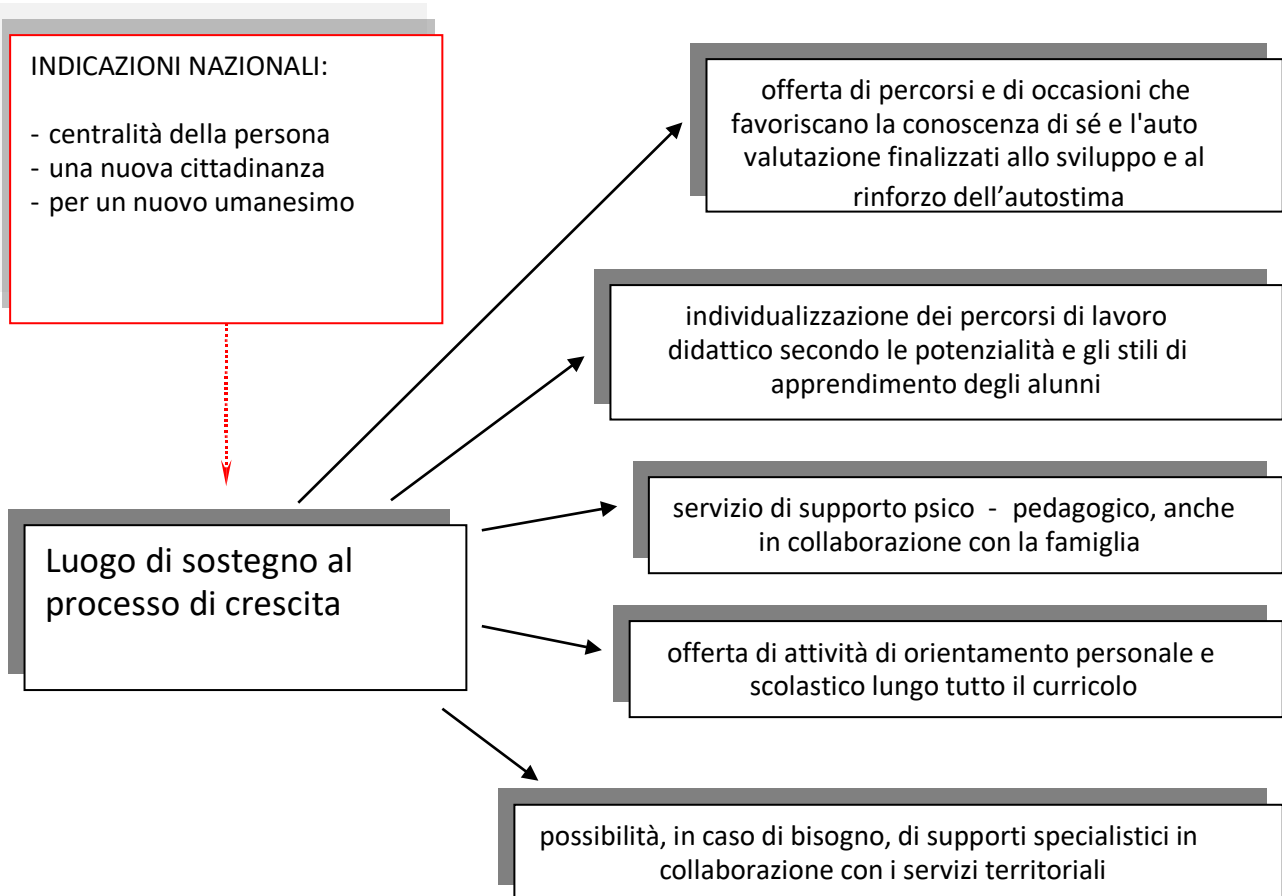 INDICAZIONI NAZIONALI:
- centralità della persona
- una nuova cittadinanza
- per un nuovo umanesimo
offerta di percorsi e di occasioni che
favoriscano la conoscenza di sé e l'auto
valutazione finalizzati allo sviluppo e al
rinforzo dell’autostima
individualizzazione dei percorsi di lavoro
didattico secondo le potenzialità e gli stili di
apprendimento degli alunni
Luogo di sostegno al
processo di crescita
servizio di supporto psico - pedagogico, anche
in collaborazione con la famiglia
offerta di attività di orientamento personale e
scolastico lungo tutto il curricolo
possibilità, in caso di bisogno, di supporti specialistici in
collaborazione con i servizi territoriali